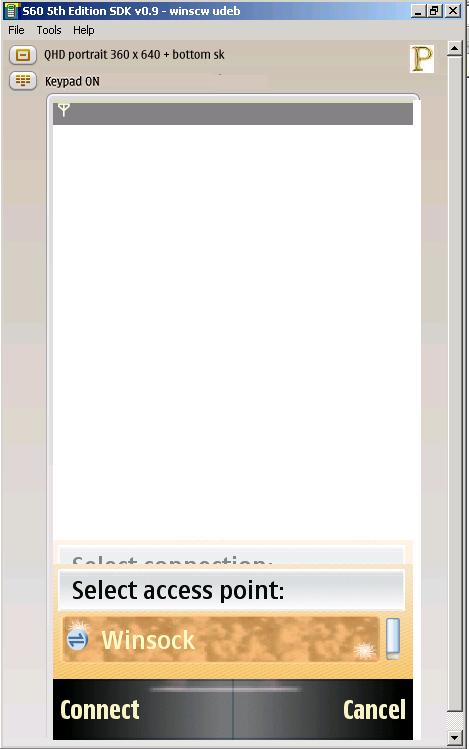 S60 5th Edition SDK v0.9 - winscw udeb
File Tools Help
QHD portrait 360 x 640 + bottom sk
P
Keypad ON
Select connection:
Select access point:
Winsock
Connect Cancel